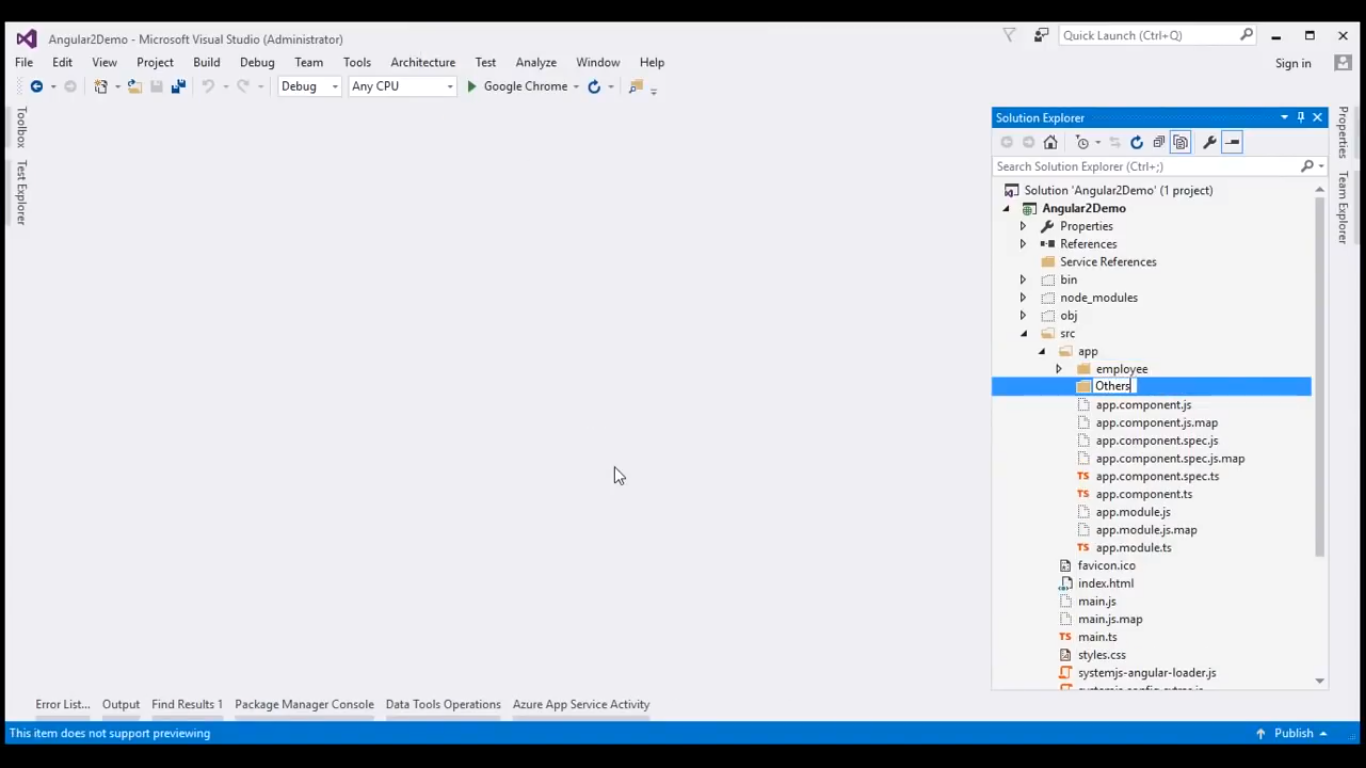 Angular2Demo - Microsoft Visual Studio (Administrator)
Quick Launch (Ctrl+Q)
File Edit View Project Build Debug Team Tools Architecture Test Analyze Window Help
Sign in
Debug Any CPU Google Chrome
Toolbox
Test Explorer
Solution Explorer
Search Solution Explorer (Ctrl+;)
Solution 'Angular2Demo' (1 project)
Angular2Demo
Properties
References
Service References
bin
node_modules
obj
src
app
employee
Others
app.component.js
app.component.js.map
app.component.spec.js
app.component.spec.js.map
app.component.spec.ts
app.component.ts
app.module.js
app.module.js.map
app.module.ts
favicon.ico
index.html
main.js
main.js.map
main.ts
styles.css
systemjs-angular-loader.js
Properties
Team Explorer
Error List... Output Find Results 1 Package Manager Console Data Tools Operations Azure App Service Activity
This item does not support previewing
Publish